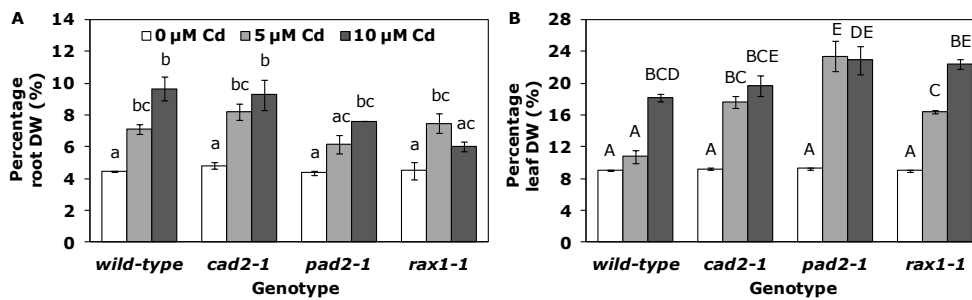 A
Percentage
root DW (%)
14
12
10
8
6
4
2
0
0 µM Cd 5 µM Cd 10 µM Cd
a bc b
a bc b
a ac bc
a bc ac
wild-type cad2-1 pad2-1 rax1-1
Genotype
B
Percentage
leaf DW (%)
28
24
20
16
12
8
4
0
A A BCD
A BC BCE
A E DE
A C BE
wild-type cad2-1 pad2-1 rax1-1
Genotype